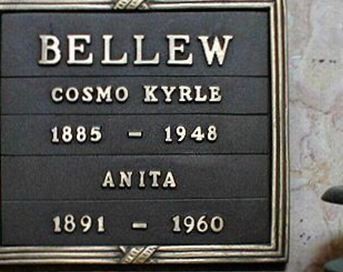 BELLEW
COSMO KYRLE
1885 - 1948
ANITA
1891 - 1960